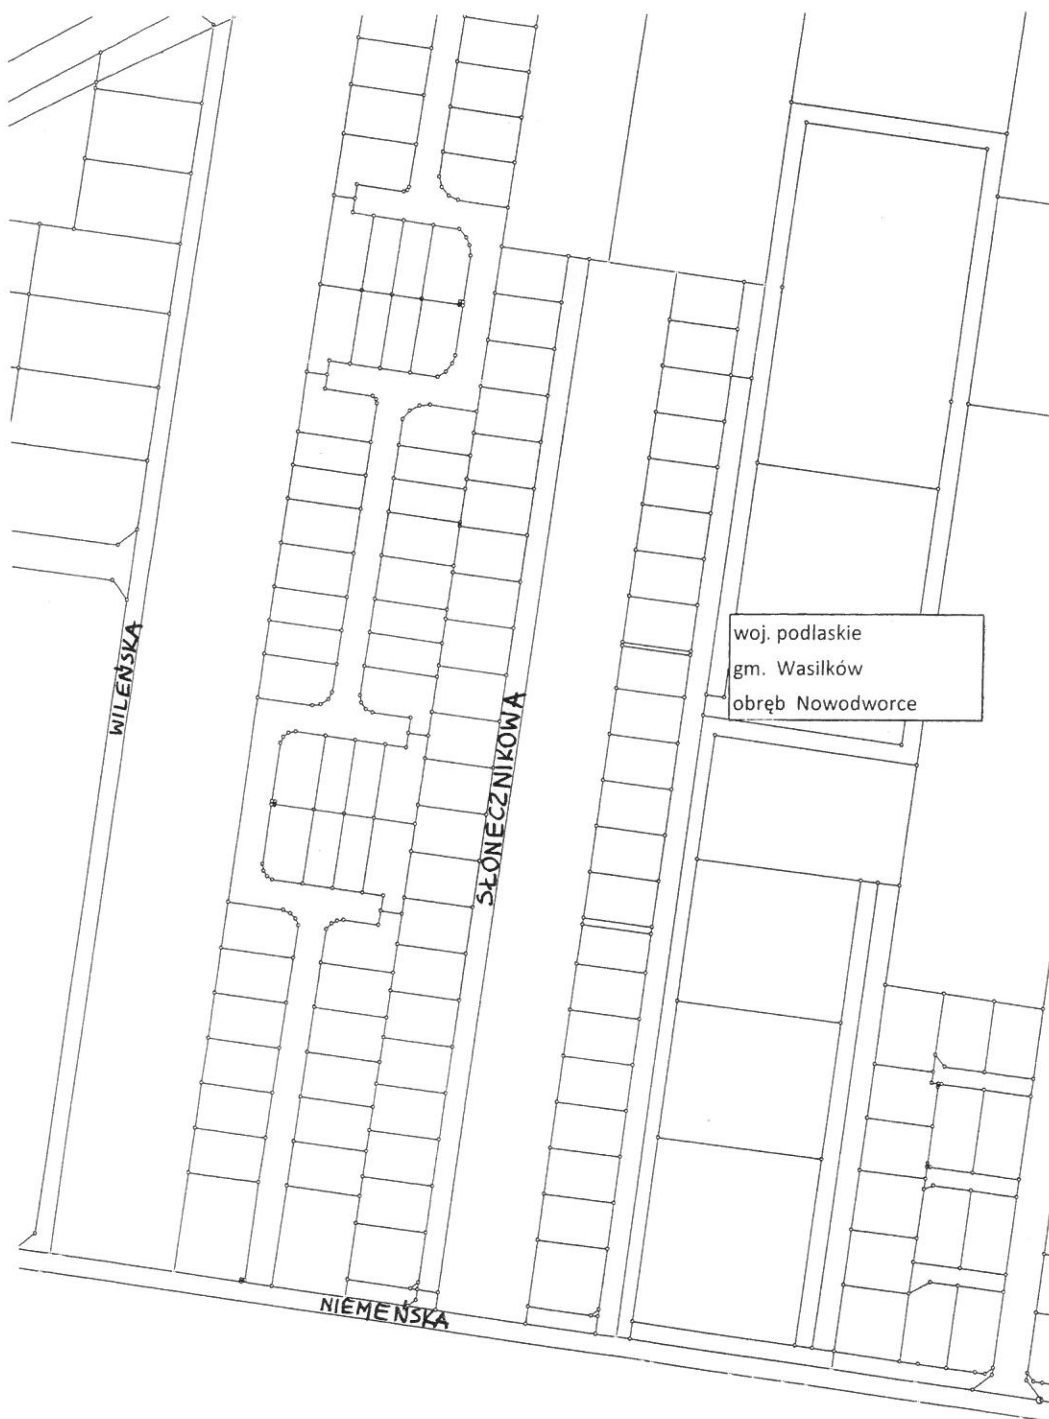 WILEŃSKA
SŁONECZNIKOWA
woj. podlaskie
gm. Wasilków
obręb Nowodworce
NIEMEŃSKA